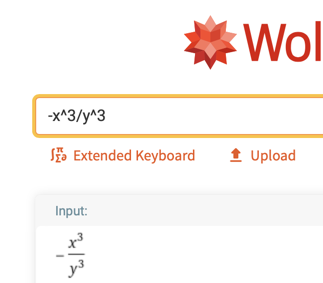 Wol
-x^3/y^3
∫π Σ∂ Extended Keyboard Upload
Input:
- x³/y³